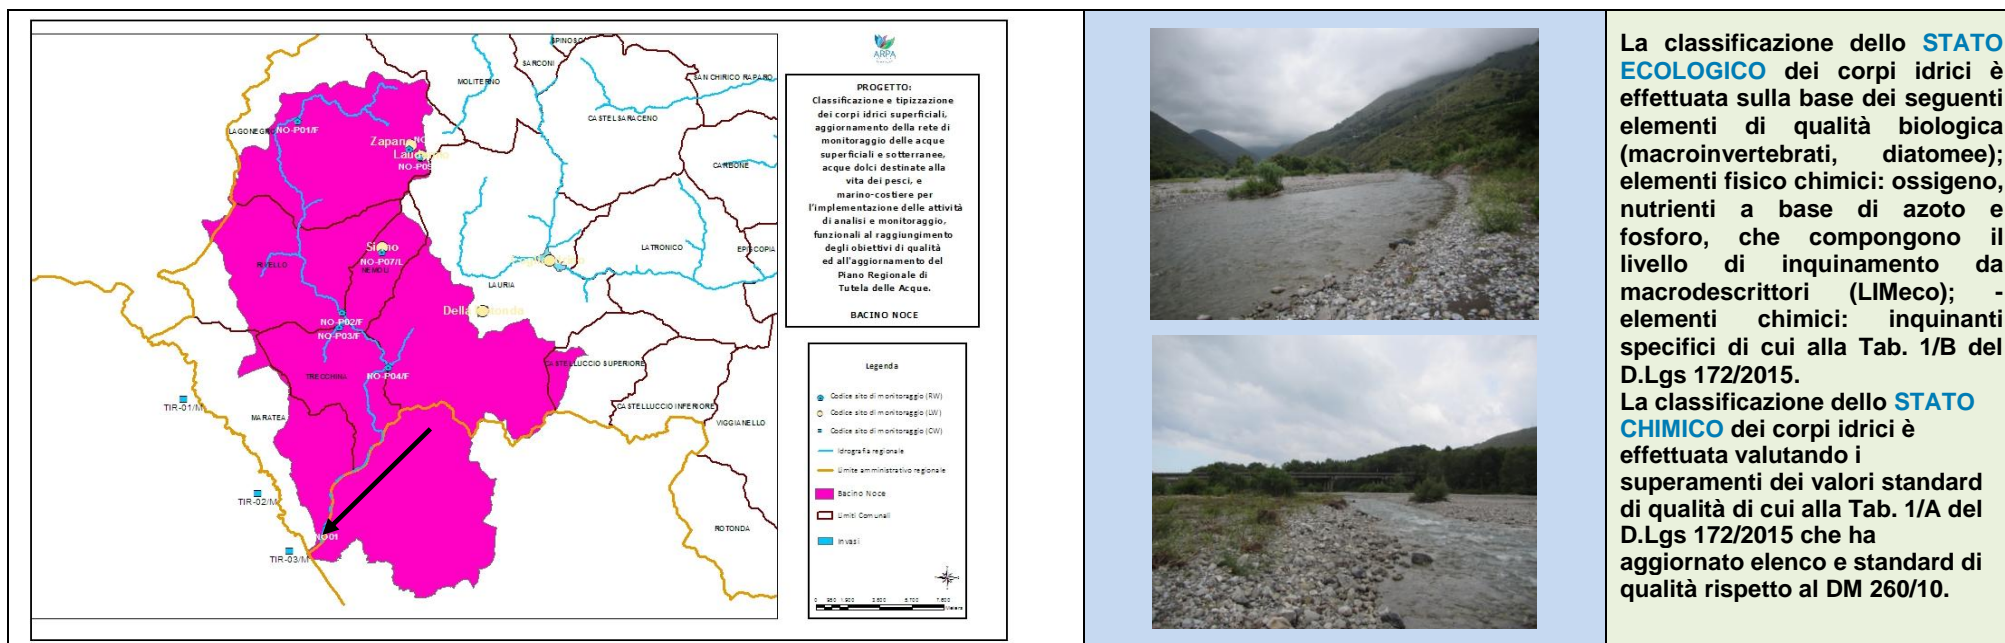 SPINOSO
SARCONI
MOLITERNO
SAN CHIRICO RAPARO
CASTELSARACENO
LAGONEGRO
NO-P01/F
CARBONE
LATRONICO
EPISCOPIA
RIVELLO
NO-P07/L
NEMOLI
LAURIA
NO-P02/F
NO-P03/F
TRECCHINA
NO-P04/F
CASTELLUCCIO SUPERIORE
TIR-01/M
MARATEA
CASTELLUCCIO INFERIORE
VIGGIANELLO
TIR-02/M
ROTONDA
NO01
TIR-03/M
ARPA
PROGETTO:
Classificazione e tipizzazione
dei corpi idrici superficiali,
aggiornamento della rete di
monitoraggio delle acque
superficiali e sotterranee,
acque dolci destinate alla
vita dei pesci, e
marino-costiere per
l'implementazione delle attività
di analisi e monitoraggio,
funzionali al raggiungimento
degli obiettivi di qualità
ed all'aggiornamento del
Piano Regionale di
Tutela delle Acque.
BACINO NOCE
Legenda
Codice sito di monitoraggio (RW)
Codice sito di monitoraggio (LW)
Codice sito di monitoraggio (CW)
Idrografia regionale
Limite amministrativo regionale
Bacino Noce
Limiti Comunali
Invasi
La classificazione dello STATO
ECOLOGICO dei corpi idrici è
effettuata sulla base dei seguenti
elementi di qualità biologica
(macroinvertebrati, diatomee);
elementi fisico chimici: ossigeno,
nutrienti a base di azoto e
fosforo, che compongono il
livello di inquinamento da
macrodescrittori (LIMeco); -
elementi chimici: inquinanti
specifici di cui alla Tab. 1/B del
D.Lgs 172/2015.
La classificazione dello STATO
CHIMICO dei corpi idrici è
effettuata valutando i
superamenti dei valori standard
di qualità di cui alla Tab. 1/A del
D.Lgs 172/2015 che ha
aggiornato elenco e standard di
qualità rispetto al DM 260/10.